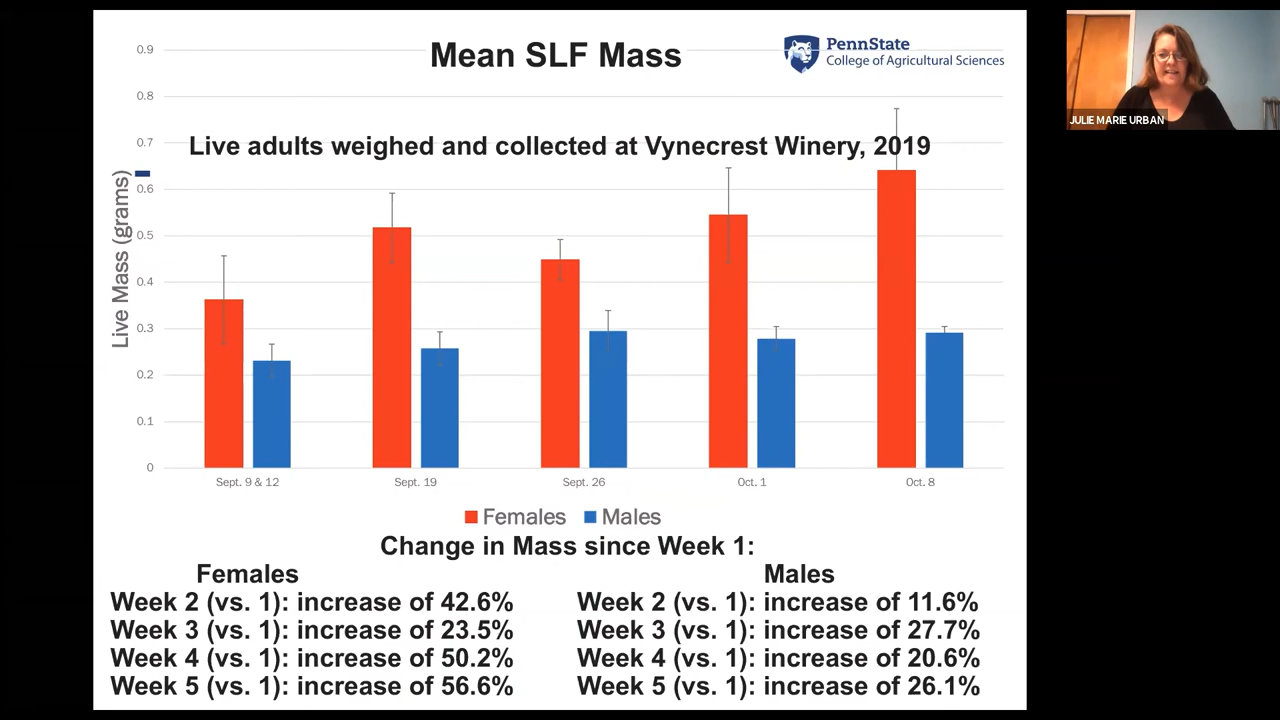 Mean SLF Mass
PennState
College of Agricultural Sciences
Live adults weighed and collected at Vynecrest Winery, 2019
Live Mass (grams)
0.9
0.8
0.7
0.6
0.5
0.4
0.3
0.2
0.1
0
Sept. 9 & 12
Sept. 19
Sept. 26
Oct. 1
Oct. 8
Females
Males
Change in Mass since Week 1:
Females
Week 2 (vs. 1): increase of 42.6%
Week 3 (vs. 1): increase of 23.5%
Week 4 (vs. 1): increase of 50.2%
Week 5 (vs. 1): increase of 56.6%
Males
Week 2 (vs. 1): increase of 11.6%
Week 3 (vs. 1): increase of 27.7%
Week 4 (vs. 1): increase of 20.6%
Week 5 (vs. 1): increase of 26.1%
JULIE MARIE URBAN